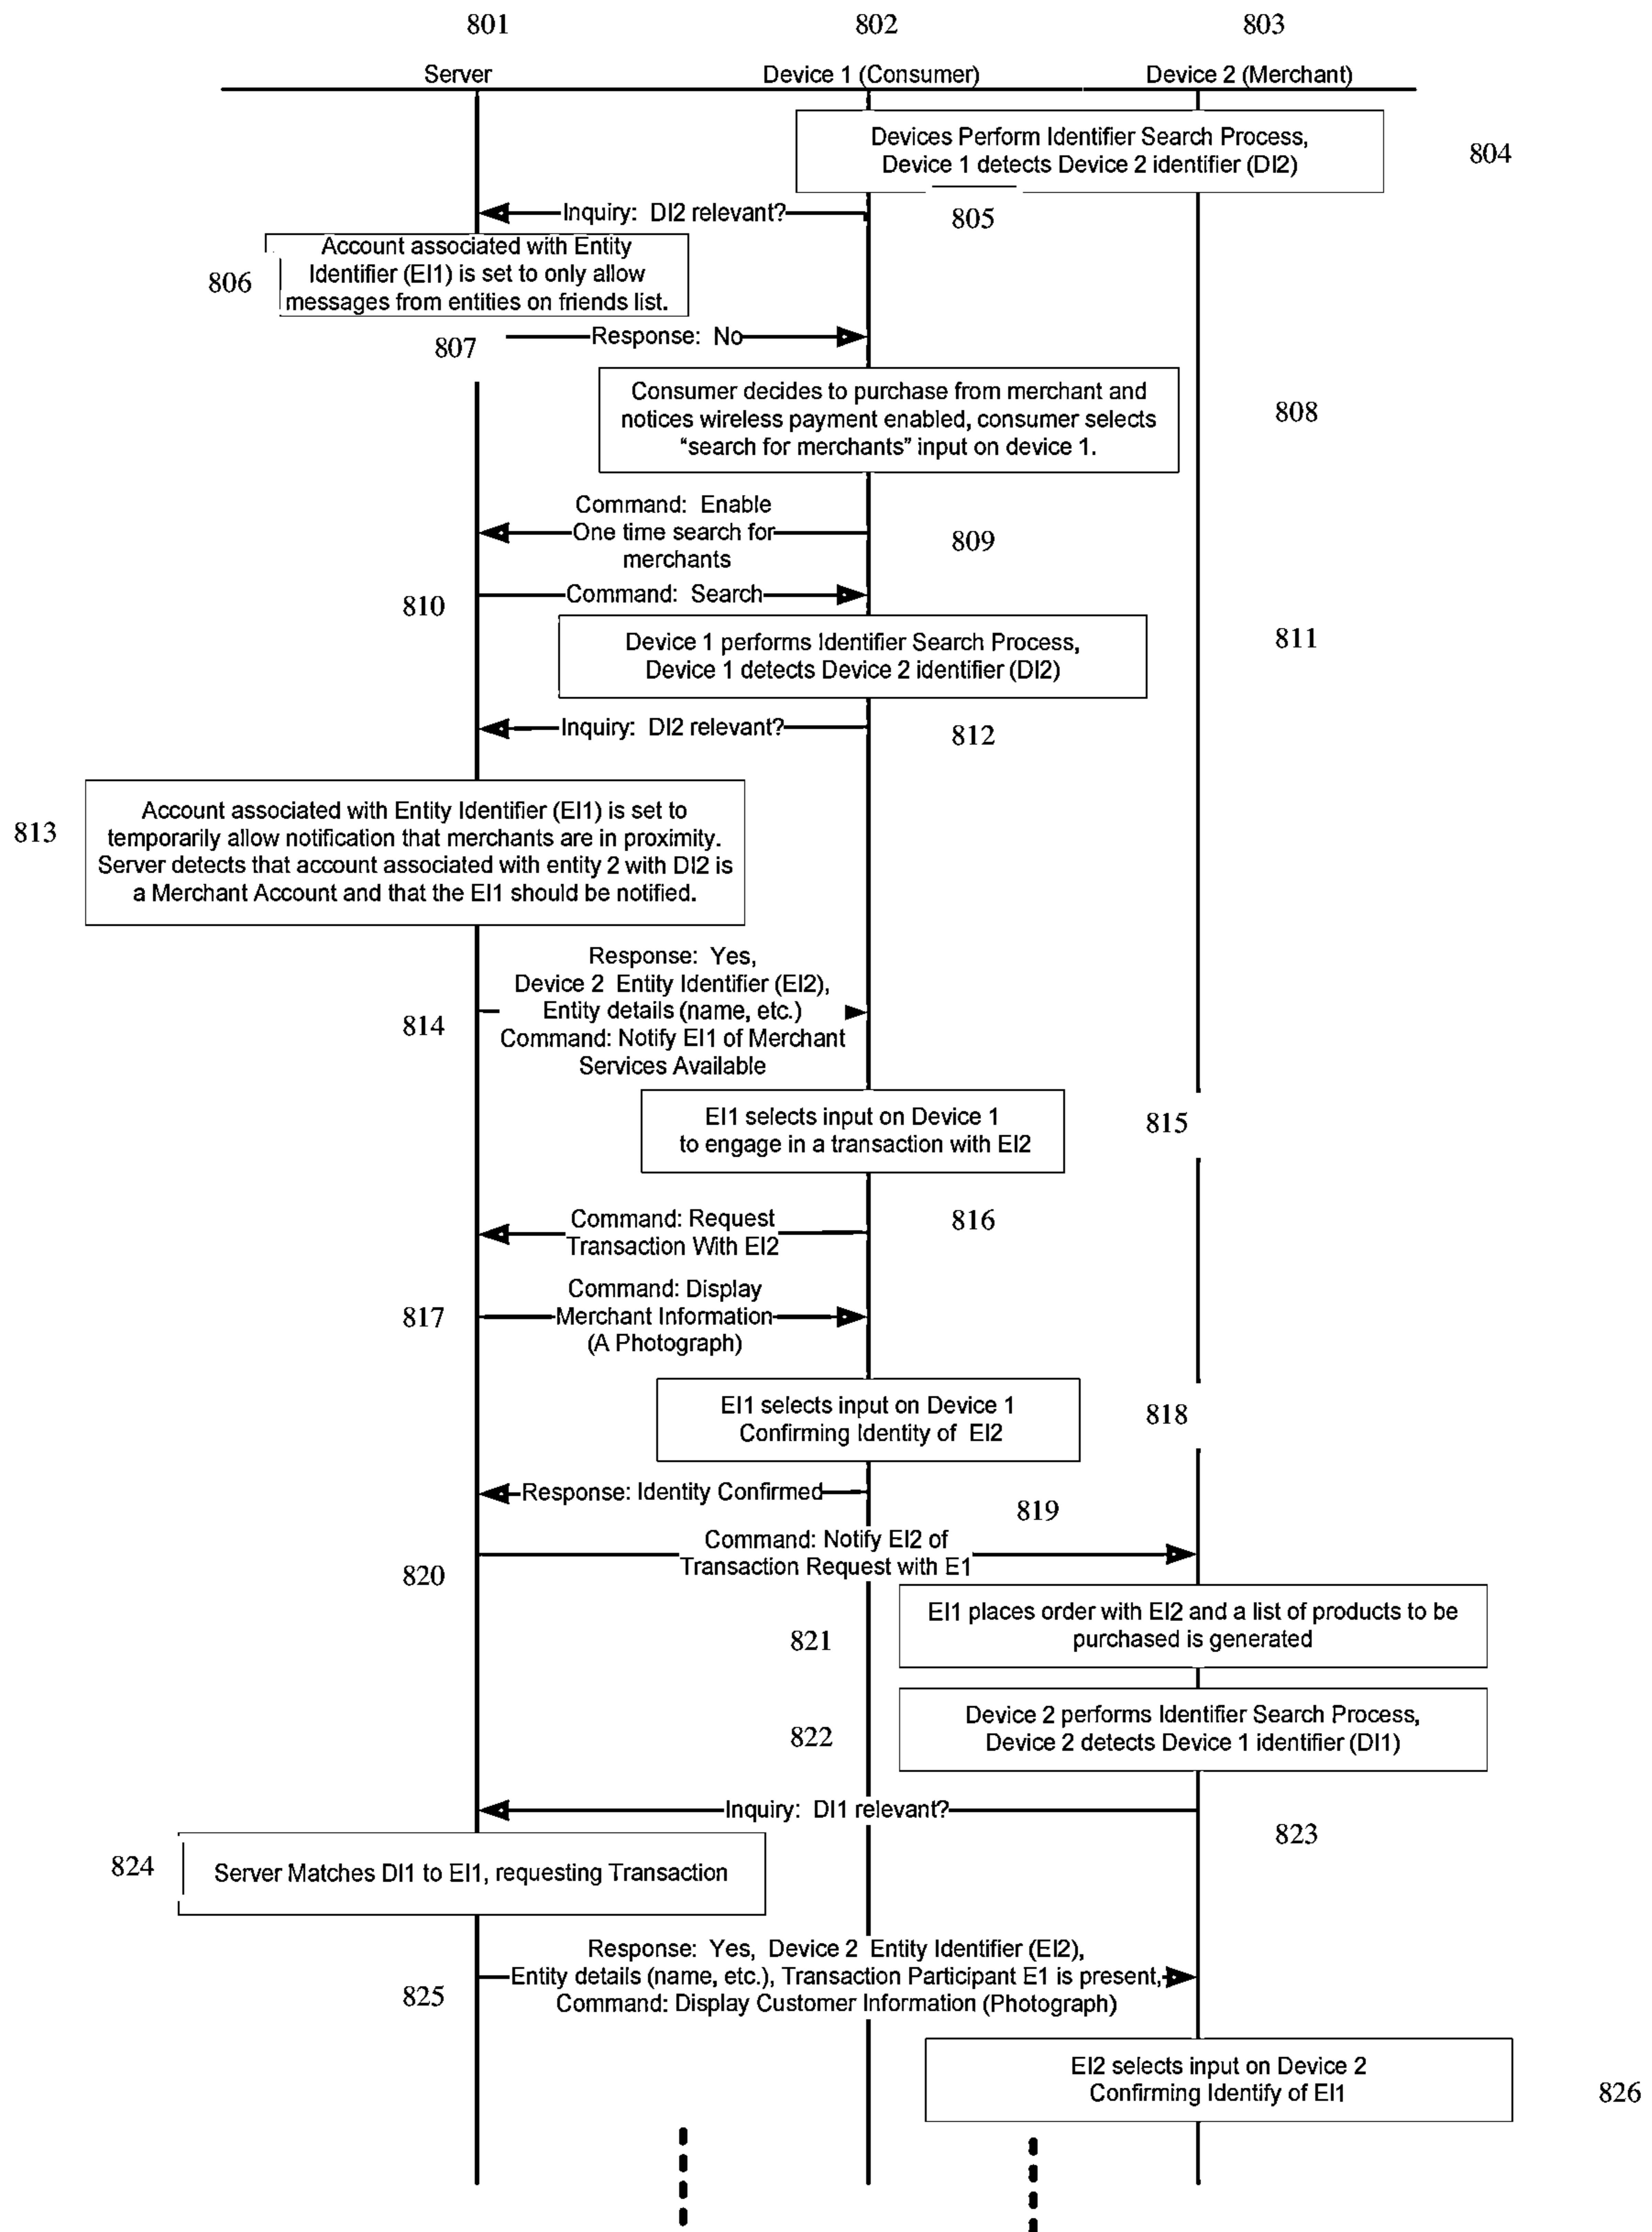 801
802
803
Server
Device 1 (Consumer)
Device 2 (Merchant)
Devices Perform Identifier Search Process,
Device 1 detects Device 2 identifier (DI2)
804
Inquiry: DI2 relevant?
805
Account associated with Entity
Identifier (EI1) is set to only allow
messages from entities on friends list.
806
807
Response: No
Consumer decides to purchase from merchant and
notices wireless payment enabled, consumer selects
“search for merchants” input on device 1.
808
Command: Enable
One time search for
merchants
809
810
Command: Search
Device 1 performs Identifier Search Process,
Device 1 detects Device 2 identifier (DI2)
811
Inquiry: DI2 relevant?
812
813
Account associated with Entity Identifier (EI1) is set to
temporarily allow notification that merchants are in proximity.
Server detects that account associated with entity 2 with DI2 is
a Merchant Account and that the EI1 should be notified.
814
Response: Yes,
Device 2 Entity Identifier (EI2),
Entity details (name, etc.)
Command: Notify EI1 of Merchant
Services Available
EI1 selects input on Device 1
to engage in a transaction with EI2
815
Command: Request
Transaction With EI2
816
817
Command: Display
Merchant Information
(A Photograph)
EI1 selects input on Device 1
Confirming Identity of EI2
818
Response: Identity Confirmed
819
820
Command: Notify EI2 of
Transaction Request with E1
821
EI1 places order with EI2 and a list of products to be
purchased is generated
822
Device 2 performs Identifier Search Process,
Device 2 detects Device 1 identifier (DI1)
Inquiry: DI1 relevant?
823
824
Server Matches DI1 to EI1, requesting Transaction
825
Response: Yes, Device 2 Entity Identifier (EI2),
Entity details (name, etc.), Transaction Participant E1 is present,
Command: Display Customer Information (Photograph)
EI2 selects input on Device 2
Confirming Identify of EI1
826